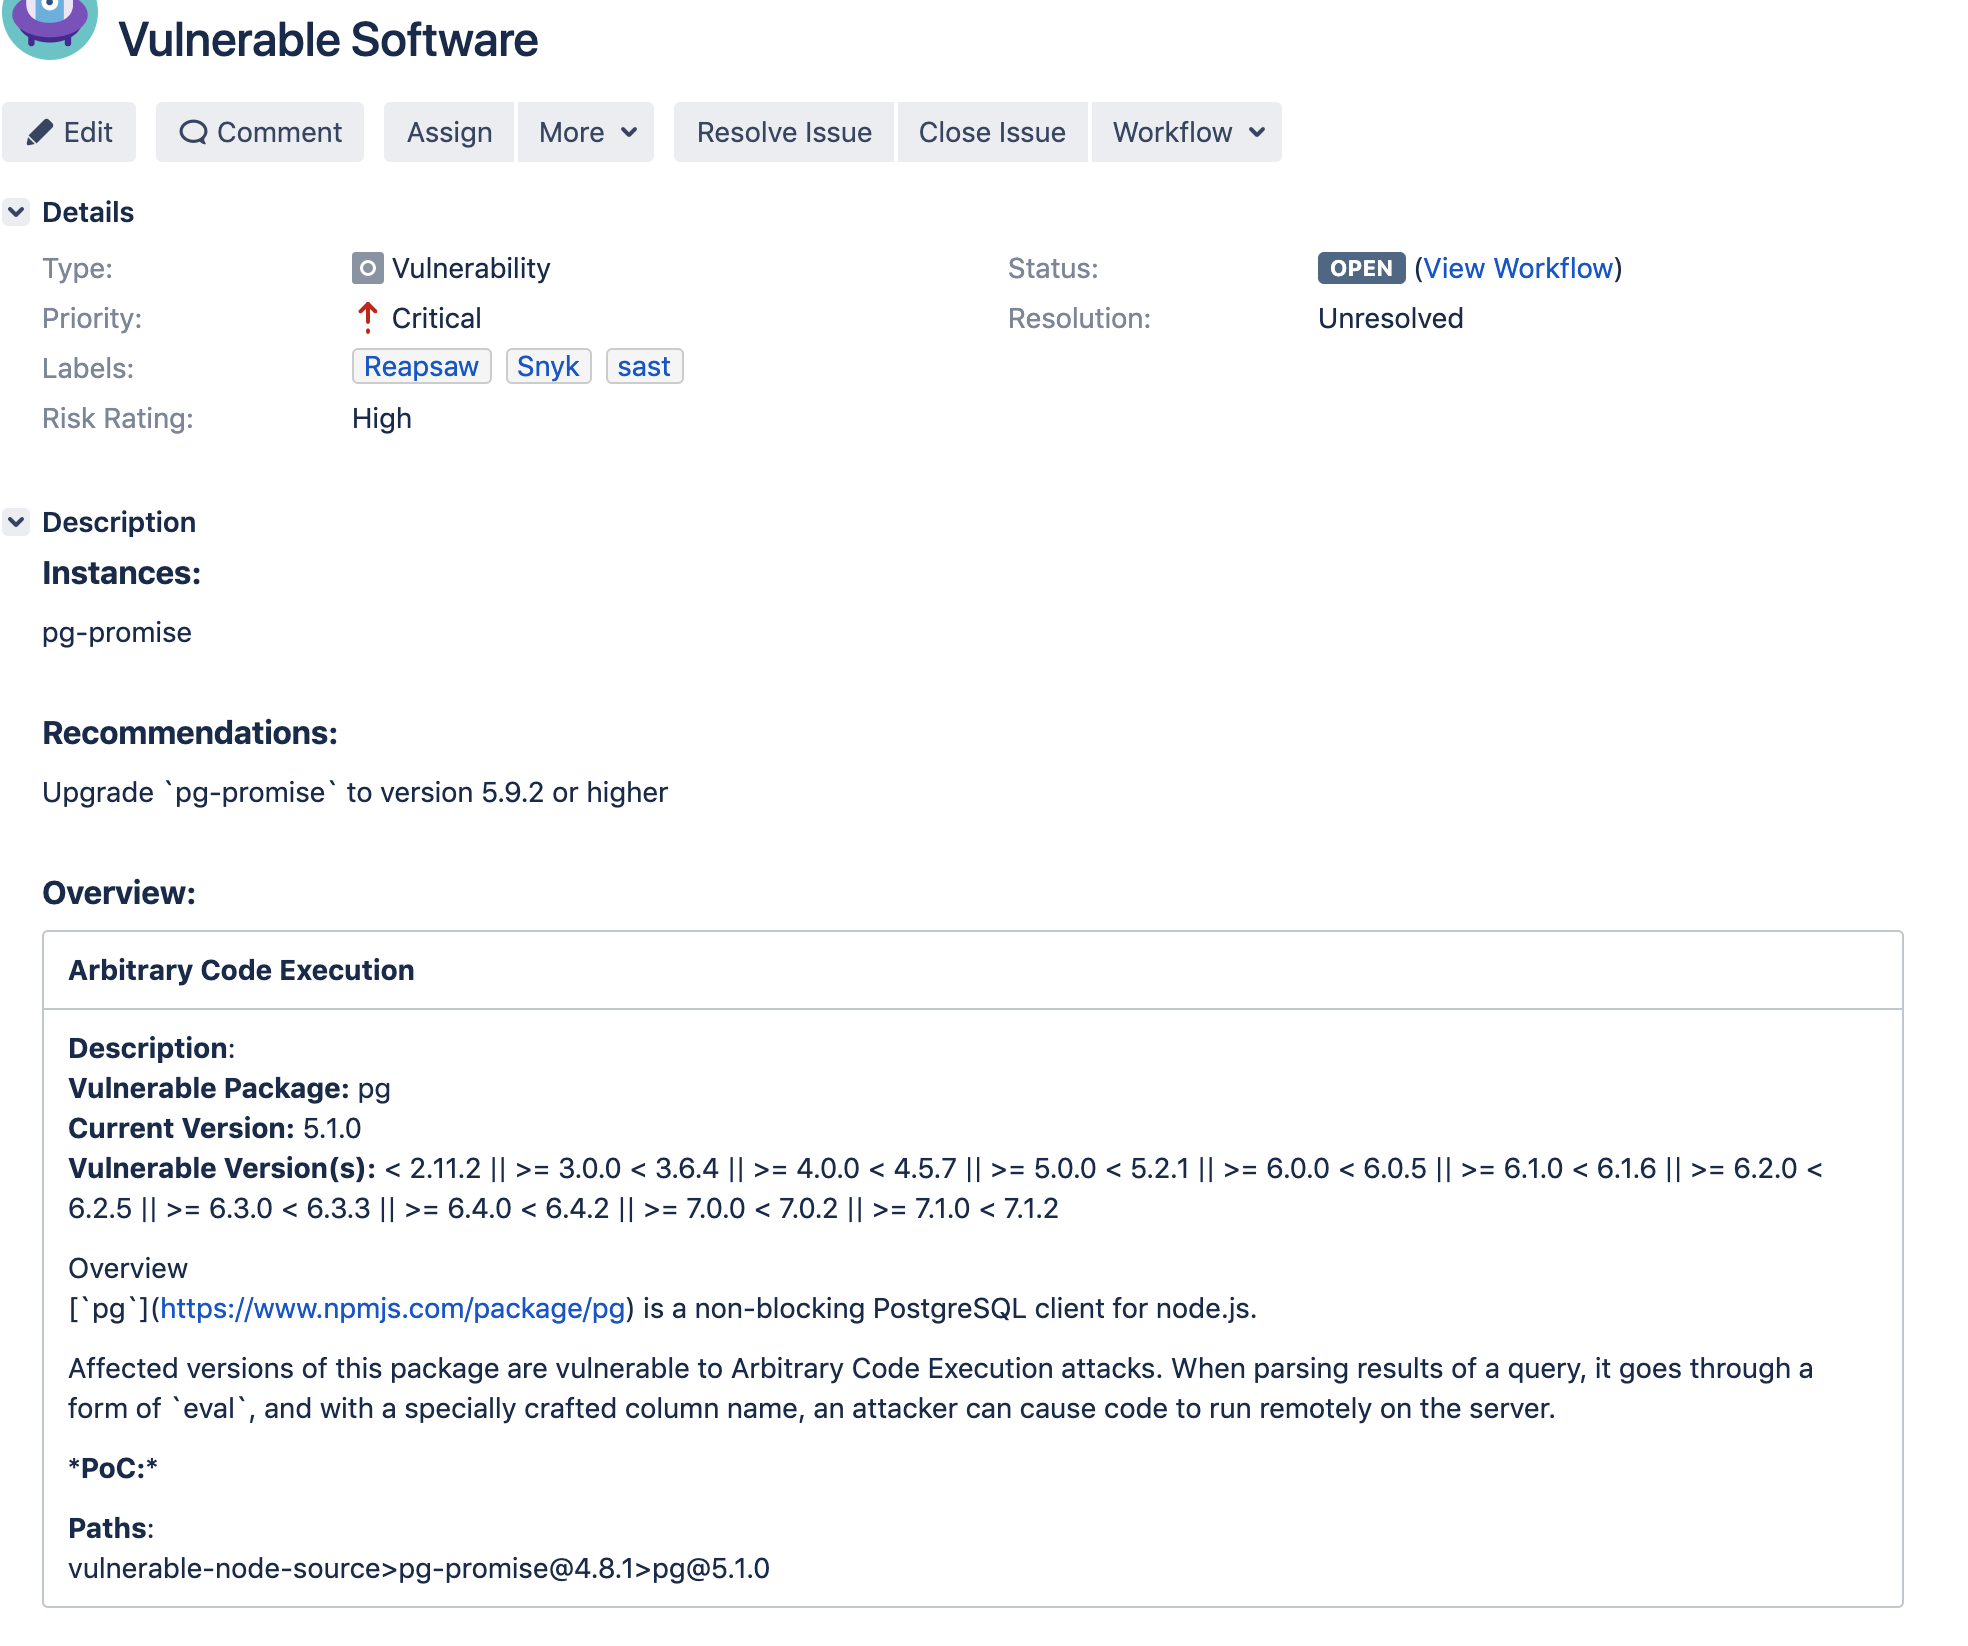 Vulnerable Software
Edit Comment Assign More Resolve Issue Close Issue Workflow
Details
Type: Vulnerability Status: OPEN (View Workflow)
Priority: Critical Resolution: Unresolved
Labels: Reapsaw Snyk sast
Risk Rating: High
Description
Instances:
pg-promise
Recommendations:
Upgrade `pg-promise` to version 5.9.2 or higher
Overview:
Arbitrary Code Execution
Description:
Vulnerable Package: pg
Current Version: 5.1.0
Vulnerable Version(s): < 2.11.2 || >= 3.0.0 < 3.6.4 || >= 4.0.0 < 4.5.7 || >= 5.0.0 < 5.2.1 || >= 6.0.0 < 6.0.5 || >= 6.1.0 < 6.1.6 || >= 6.2.0 <
6.2.5 || >= 6.3.0 < 6.3.3 || >= 6.4.0 < 6.4.2 || >= 7.0.0 < 7.0.2 || >= 7.1.0 < 7.1.2
Overview
[`pg`](https://www.npmjs.com/package/pg) is a non-blocking PostgreSQL client for node.js.
Affected versions of this package are vulnerable to Arbitrary Code Execution attacks. When parsing results of a query, it goes through a
form of `eval`, and with a specially crafted column name, an attacker can cause code to run remotely on the server.
*PoC:*
Paths:
vulnerable-node-source>pg-promise@4.8.1>pg@5.1.0